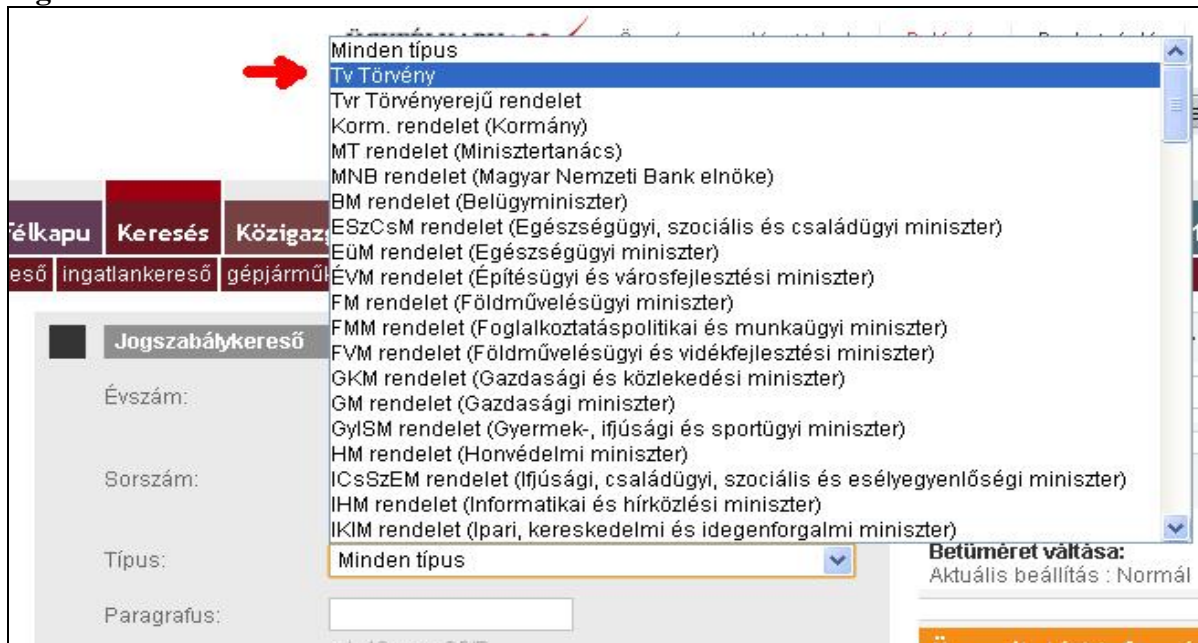 Minden típus
Tv Törvény
Tvr Törvényerejű rendelet
Korm. rendelet (Kormány)
MT rendelet (Minisztertanács)
MNB rendelet (Magyar Nemzeti Bank elnöke)
BM rendelet (Belügyminiszter)
ESzCsM rendelet (Egészségügyi, szociális és családügyi miniszter)
EüM rendelet (Egészségügyi miniszter)
ÉVM rendelet (Építésügyi és városfejlesztési miniszter)
FM rendelet (Földművelésügyi miniszter)
FMM rendelet (Foglalkoztatáspolitikai és munkaügyi miniszter)
FVM rendelet (Földművelésügyi és vidékfejlesztési miniszter)
GKM rendelet (Gazdasági és közlekedési miniszter)
GM rendelet (Gazdasági miniszter)
GyISM rendelet (Gyermek-, ifjúsági és sportügyi miniszter)
HM rendelet (Honvédelmi miniszter)
ICsSzEM rendelet (Ifjúsági, családügyi, szociális és esélyegyenlőségi miniszter)
IHM rendelet (Informatikai és hírközlési miniszter)
IKIM rendelet (Ipari, kereskedelmi és idegenforgalmi miniszter)
félkapu Keresés Közigaz
eső ingatlankereső gépjármű
Jogszabálykereső
Évszám:
Sorszám:
Típus: Minden típus
Paragrafus:
Betűméret váltása:
Aktuális beállítás : Normál